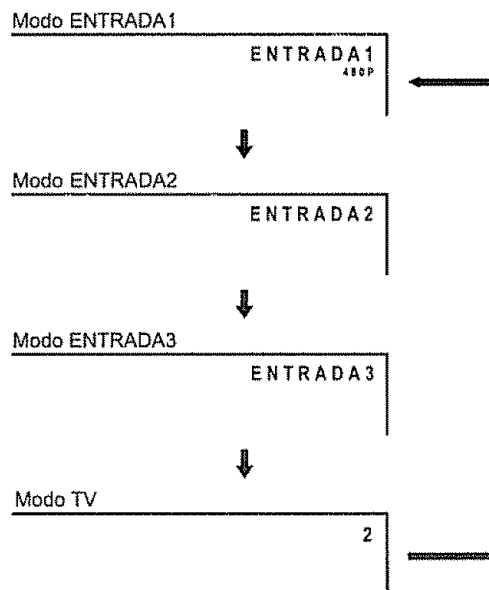 Modo ENTRADA1
ENTRADA1
480P
Modo ENTRADA2
ENTRADA2
Modo ENTRADA3
ENTRADA3
Modo TV
2